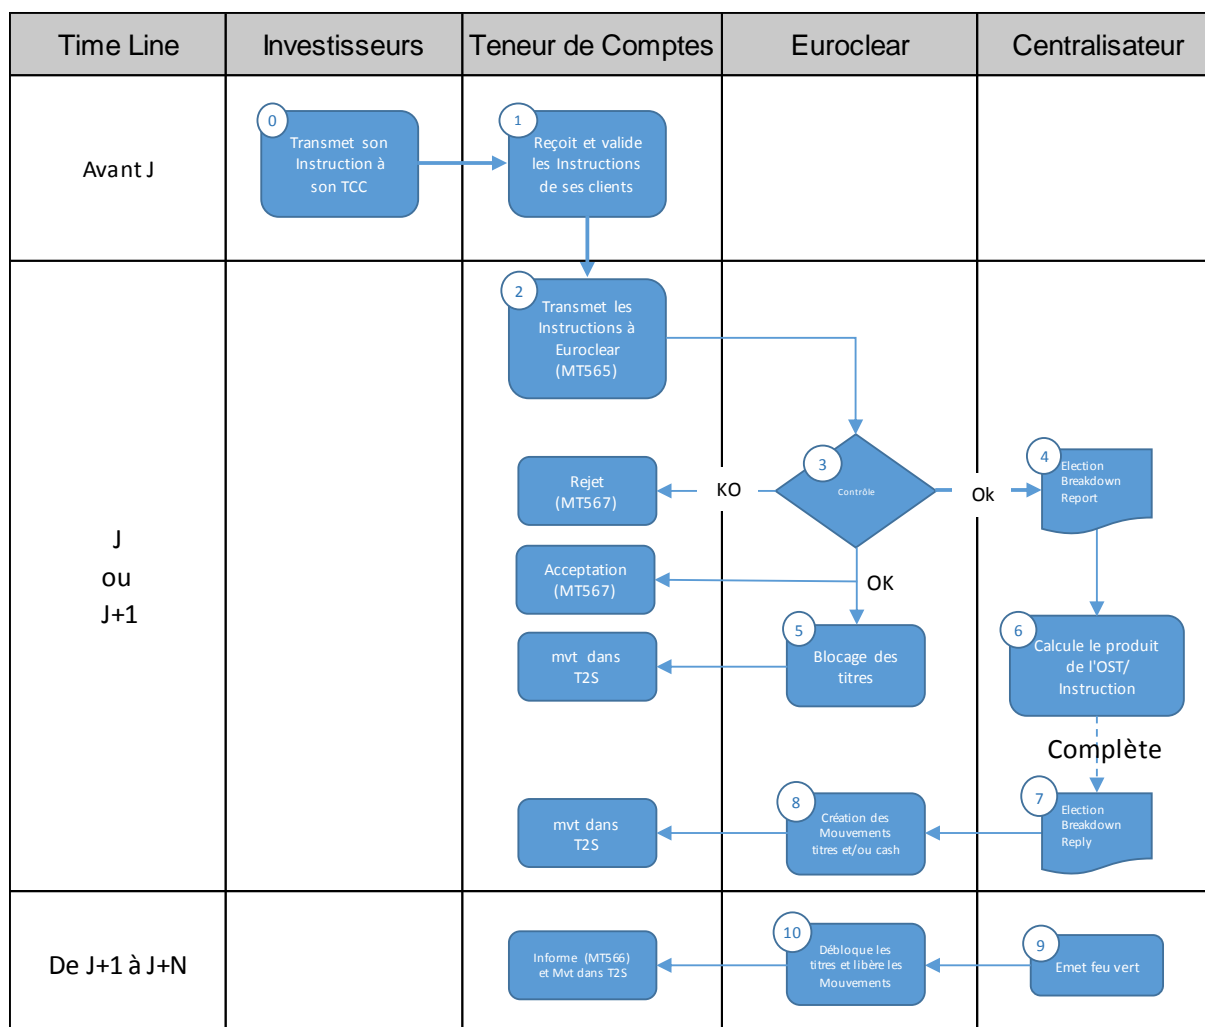 Time Line
Investisseurs
Teneur de Comptes
Euroclear
Centralisateur
Avant J
0
Transmet son
Instruction à
son TCC
1
Reçoit et valide
les Instructions
de ses clients
J
ou
J+1
2
Transmet les
Instructions à
Euroclear
(MT565)
3
Contrôle
KO
Rejet
(MT567)
Ok
4
Election
Breakdown
Report
Acceptation
(MT567)
OK
5
Blocage des
titres
mvt dans
T2S
6
Calcule le produit
de l'OST/
Instruction
Complète
7
Election
Breakdown
Reply
8
Création des
Mouvements
titres et/ou cash
mvt dans
T2S
De J+1 à J+N
9
Emet feu vert
10
Débloque les
titres et libère les
Mouvements
Informe (MT566)
et Mvt dans T2S